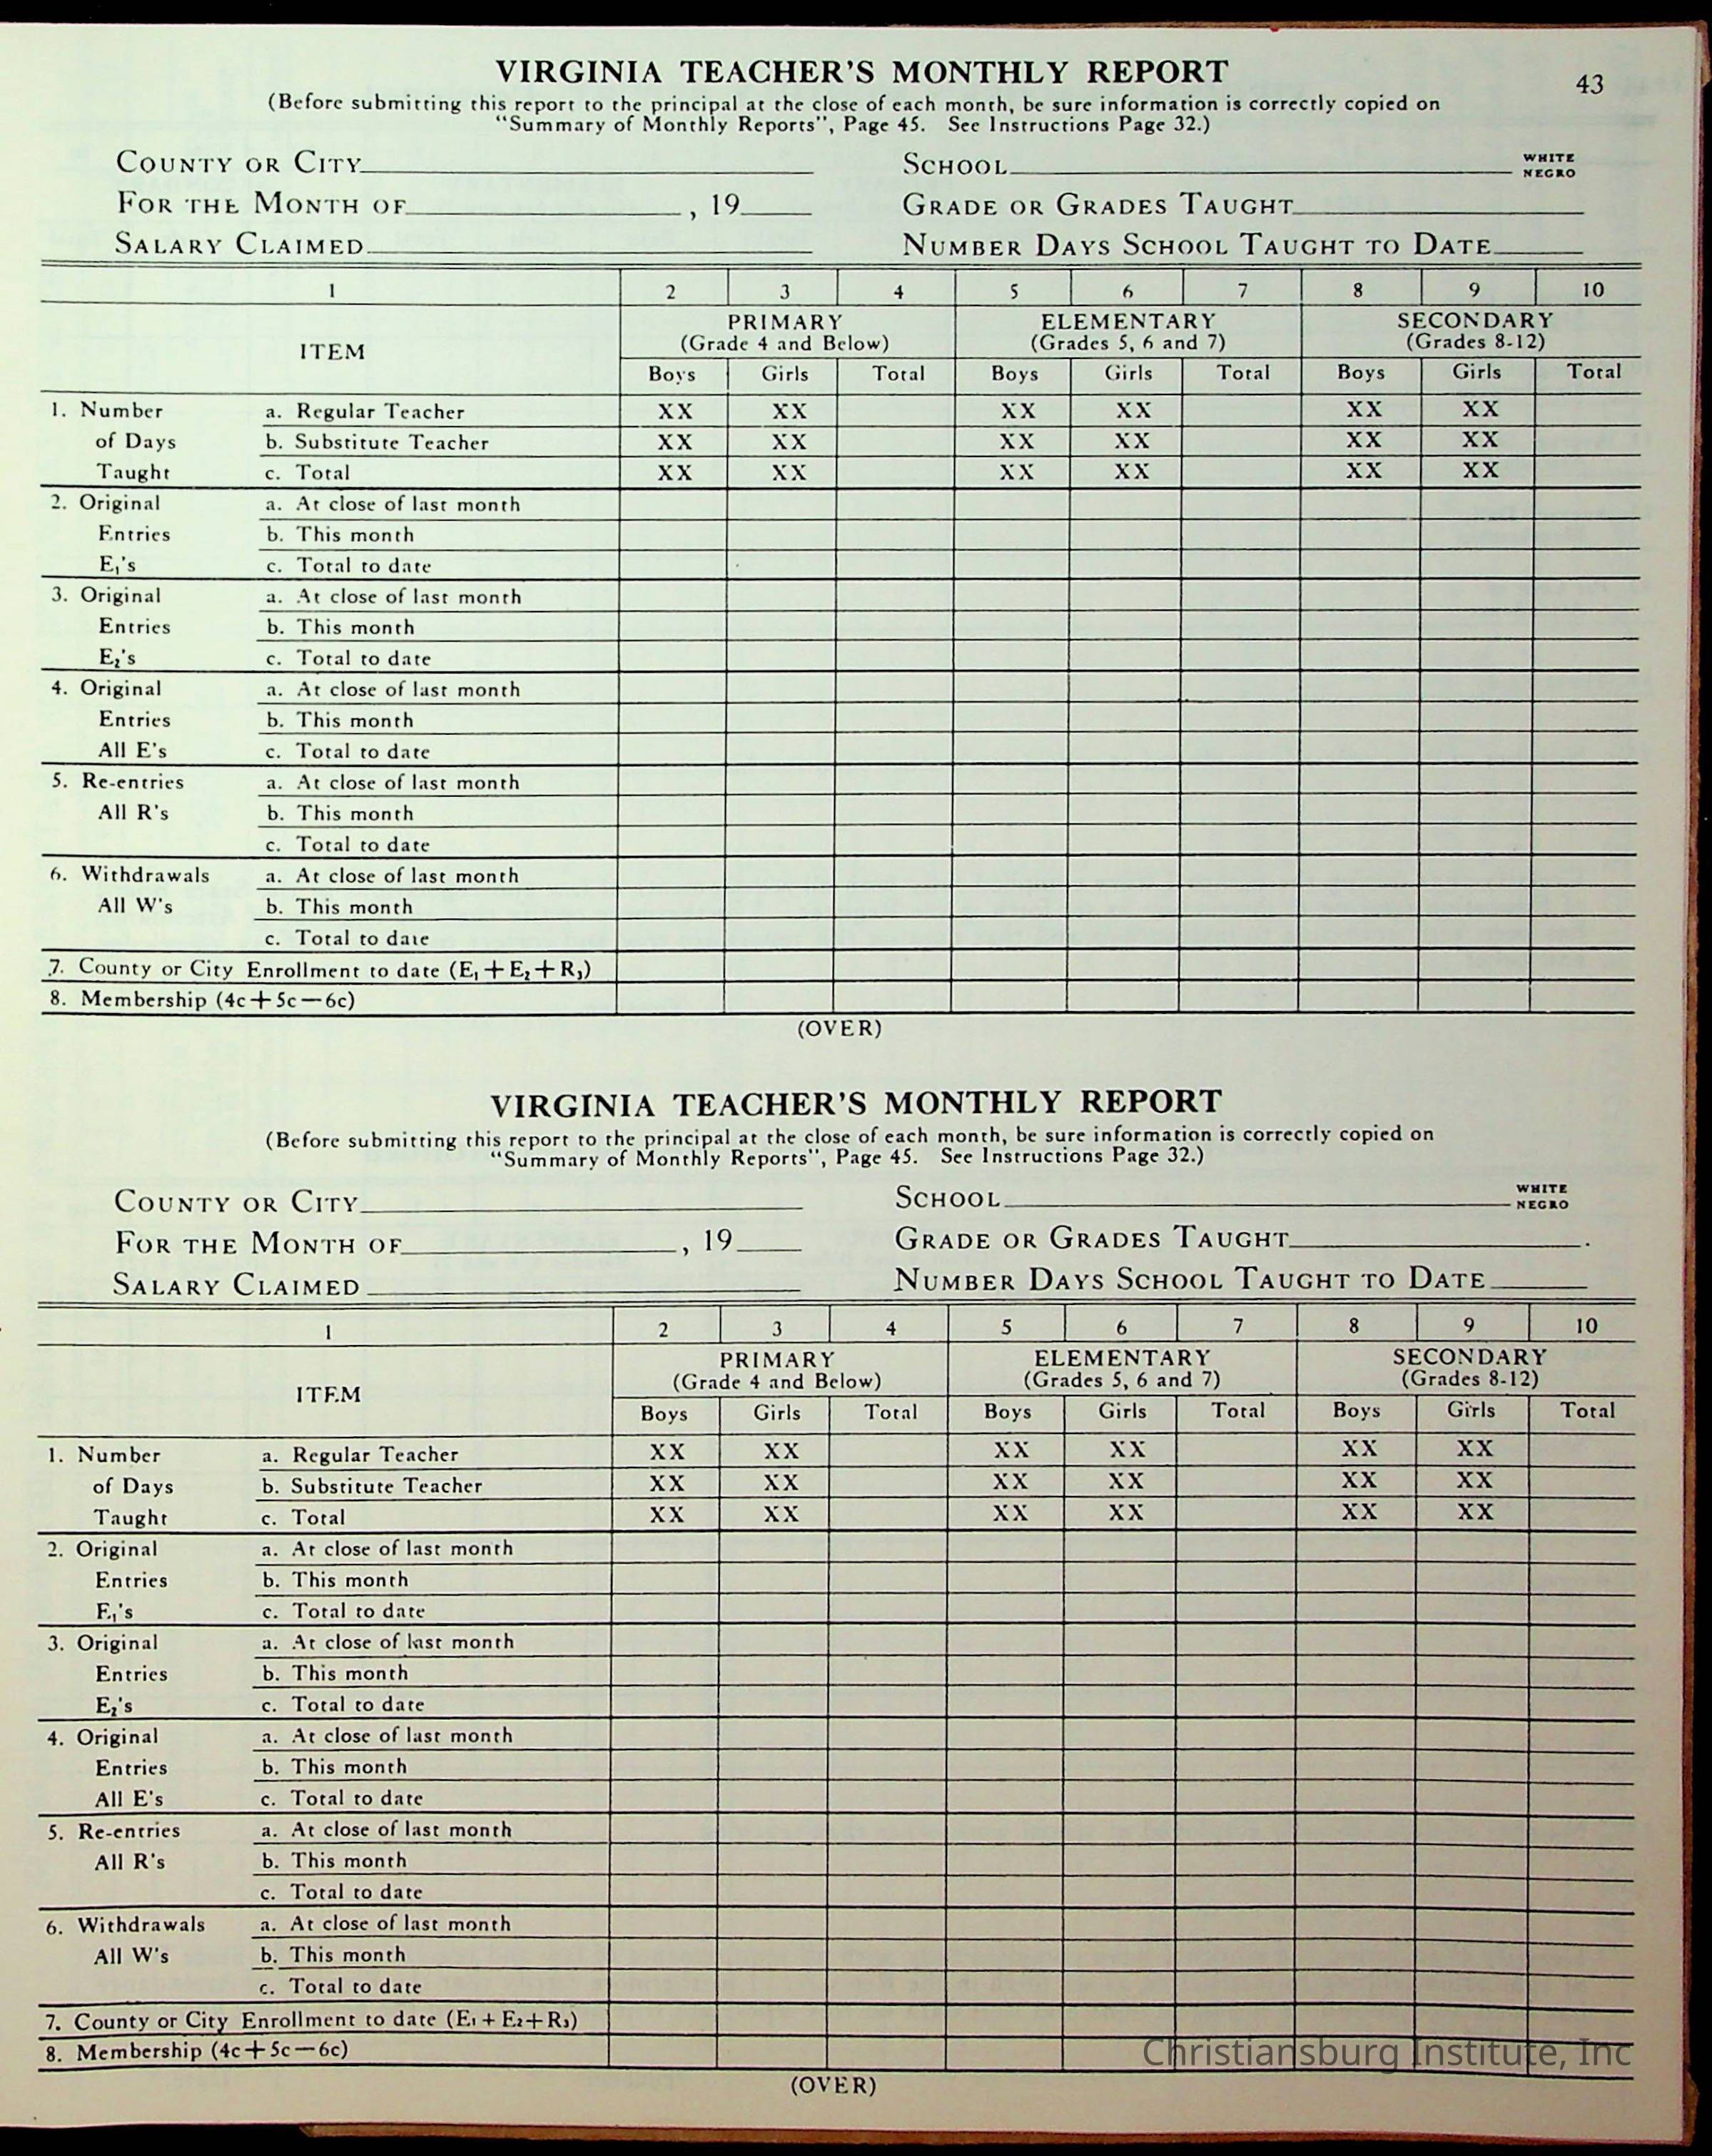 VIRGINIA TEACHER'S MONTHLY REPORT
43
(Before submitting this report to the principal at the close of each month, be sure information is correctly copied on
"Summary of Monthly Reports", Page 45. See Instructions Page 32.)
COUNTY OR CITY SCHOOL WHITE
NEGRO
FOR THE MONTH OF , 19 GRADE OR GRADES TAUGHT
SALARY CLAIMED NUMBER DAYS SCHOOL TAUGHT TO DATE
1 2 3 4 5 6 7 8 9 10
PRIMARY ELEMENTARY SECONDARY
ITEM (Grade 4 and Below) (Grades 5, 6 and 7) (Grades 8-12)
Boys Girls Total Boys Girls Total Boys Girls Total
1. Number a. Regular Teacher XX XX XX XX XX XX
of Days b. Substitute Teacher XX XX XX XX XX XX
Taught c. Total XX XX XX XX XX XX
2. Original a. At close of last month
Entries b. This month
E₁'s c. Total to date
3. Original a. At close of last month
Entries b. This month
E₂'s c. Total to date
4. Original a. At close of last month
Entries b. This month
All E's c. Total to date
5. Re-entries a. At close of last month
All R's b. This month
c. Total to date
6. Withdrawals a. At close of last month
All W's b. This month
c. Total to date
7. County or City Enrollment to date (E₁+E₂+R₃)
8. Membership (4c+5c—6c)
(OVER)
VIRGINIA TEACHER'S MONTHLY REPORT
(Before submitting this report to the principal at the close of each month, be sure information is correctly copied on
"Summary of Monthly Reports", Page 45. See Instructions Page 32.)
COUNTY OR CITY SCHOOL WHITE
NEGRO
FOR THE MONTH OF , 19 GRADE OR GRADES TAUGHT .
SALARY CLAIMED NUMBER DAYS SCHOOL TAUGHT TO DATE
1 2 3 4 5 6 7 8 9 10
PRIMARY ELEMENTARY SECONDARY
ITEM (Grade 4 and Below) (Grades 5, 6 and 7) (Grades 8-12)
Boys Girls Total Boys Girls Total Boys Girls Total
1. Number a. Regular Teacher XX XX XX XX XX XX
of Days b. Substitute Teacher XX XX XX XX XX XX
Taught c. Total XX XX XX XX XX XX
2. Original a. At close of last month
Entries b. This month
E₁'s c. Total to date
3. Original a. At close of last month
Entries b. This month
E₂'s c. Total to date
4. Original a. At close of last month
Entries b. This month
All E's c. Total to date
5. Re-entries a. At close of last month
All R's b. This month
c. Total to date
6. Withdrawals a. At close of last month
All W's b. This month
c. Total to date
7. County or City Enrollment to date (E₁+E₂+R₃)
8. Membership (4c+5c—6c)
Christiansburg Institute, Inc
(OVER)